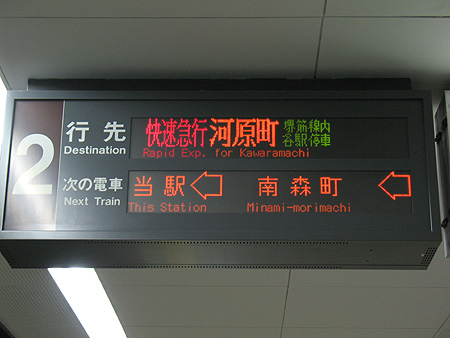 2
行先
Destination
快速急行 河原町 堺筋線内
各駅停車
Rapid Exp. for Kawaramachi
次の電車
Next Train
当駅 ← 南森町 ←
This Station Minami-morimachi